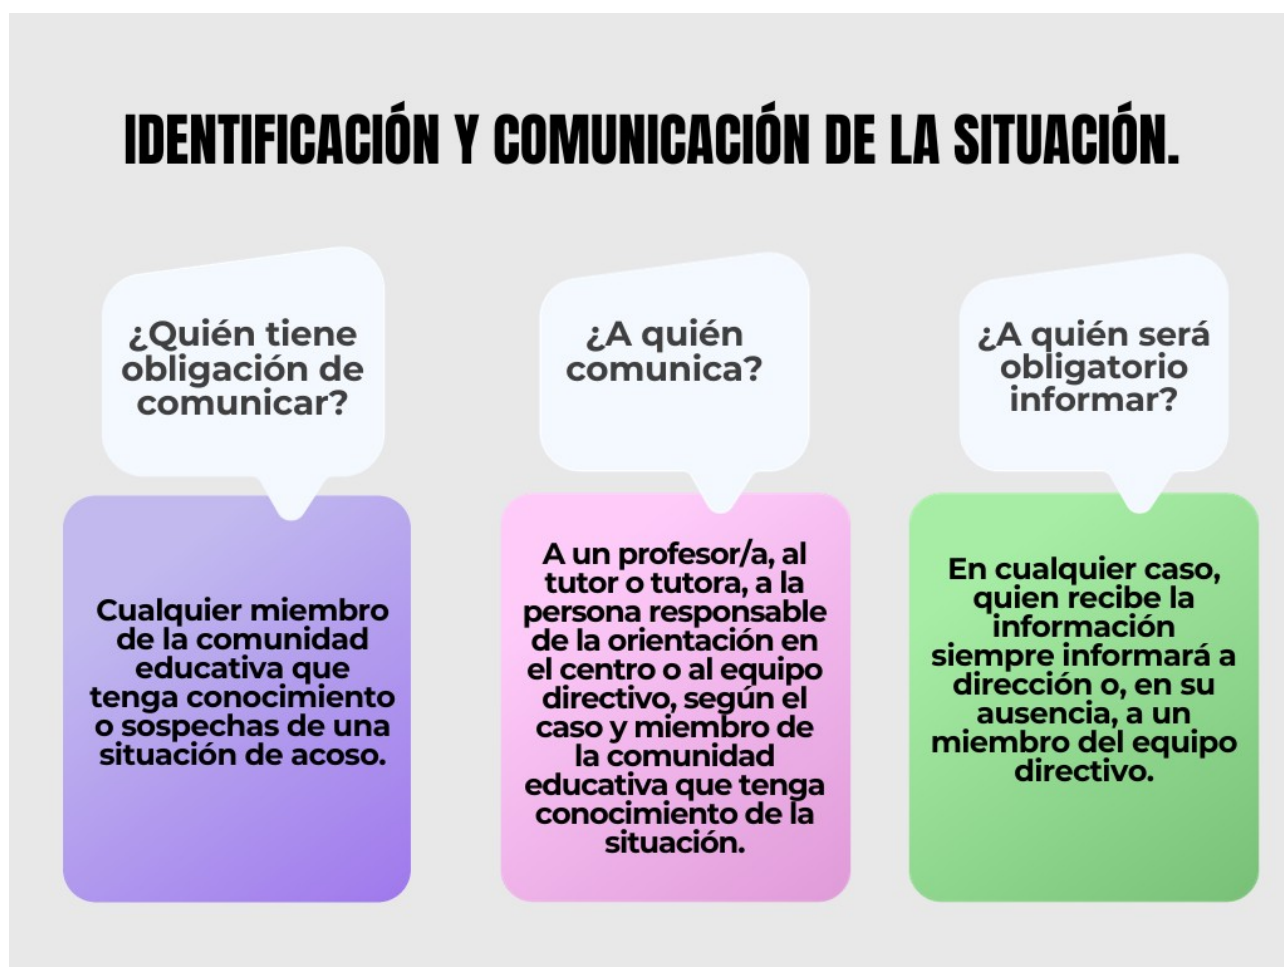 IDENTIFICACIÓN Y COMUNICACIÓN DE LA SITUACIÓN.
¿Quién tiene
obligación de
comunicar?
Cualquier miembro
de la comunidad
educativa que
tenga conocimiento
o sospechas de una
situación de acoso.
¿A quién
comunica?
A un profesor/a, al
tutor o tutora, a la
persona responsable
de la orientación en
el centro o al equipo
directivo, según el
caso y miembro de
la comunidad
educativa que tenga
conocimiento de la
situación.
¿A quién será
obligatorio
informar?
En cualquier caso,
quien recibe la
información
siempre informará a
dirección o, en su
ausencia, a un
miembro del equipo
directivo.